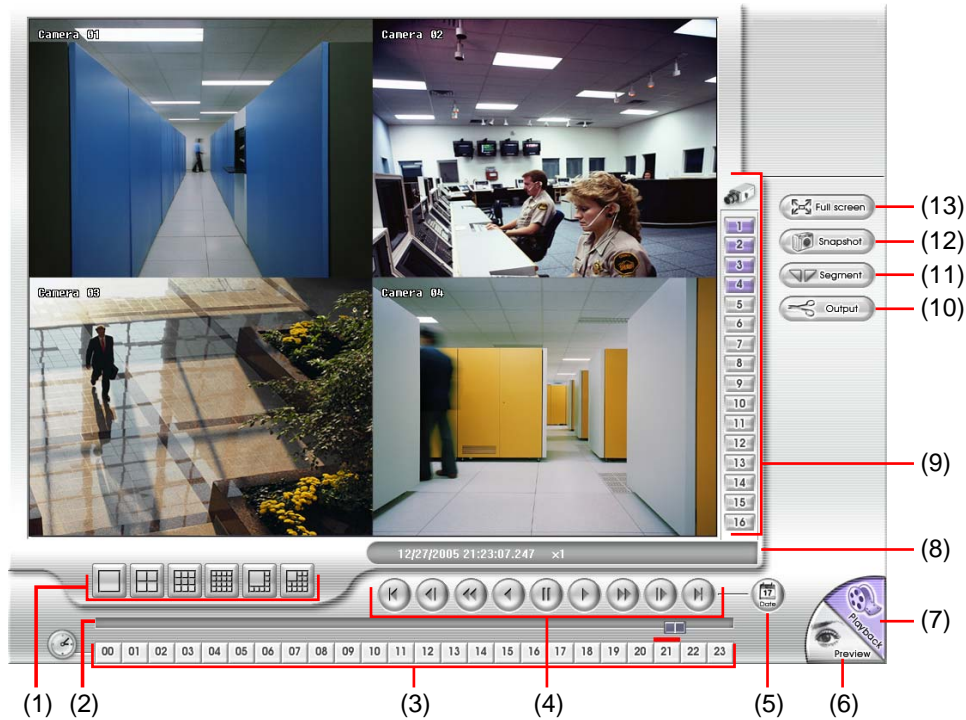 Camera 01
Camera 02
Camera 03
Camera 04
1
2
3
4
5
6
7
8
9
10
11
12
13
14
15
16
Full screen
(13)
Snapshot
(12)
Segment
(11)
Output
(10)
(9)
12/27/2005 21:23:07.247 x1
(8)
17
Date
Playback
(7)
Preview
00 01 02 03 04 05 06 07 08 09 10 11 12 13 14 15 16 17 18 19 20 21 22 23
(1) (2) (3) (4) (5) (6)